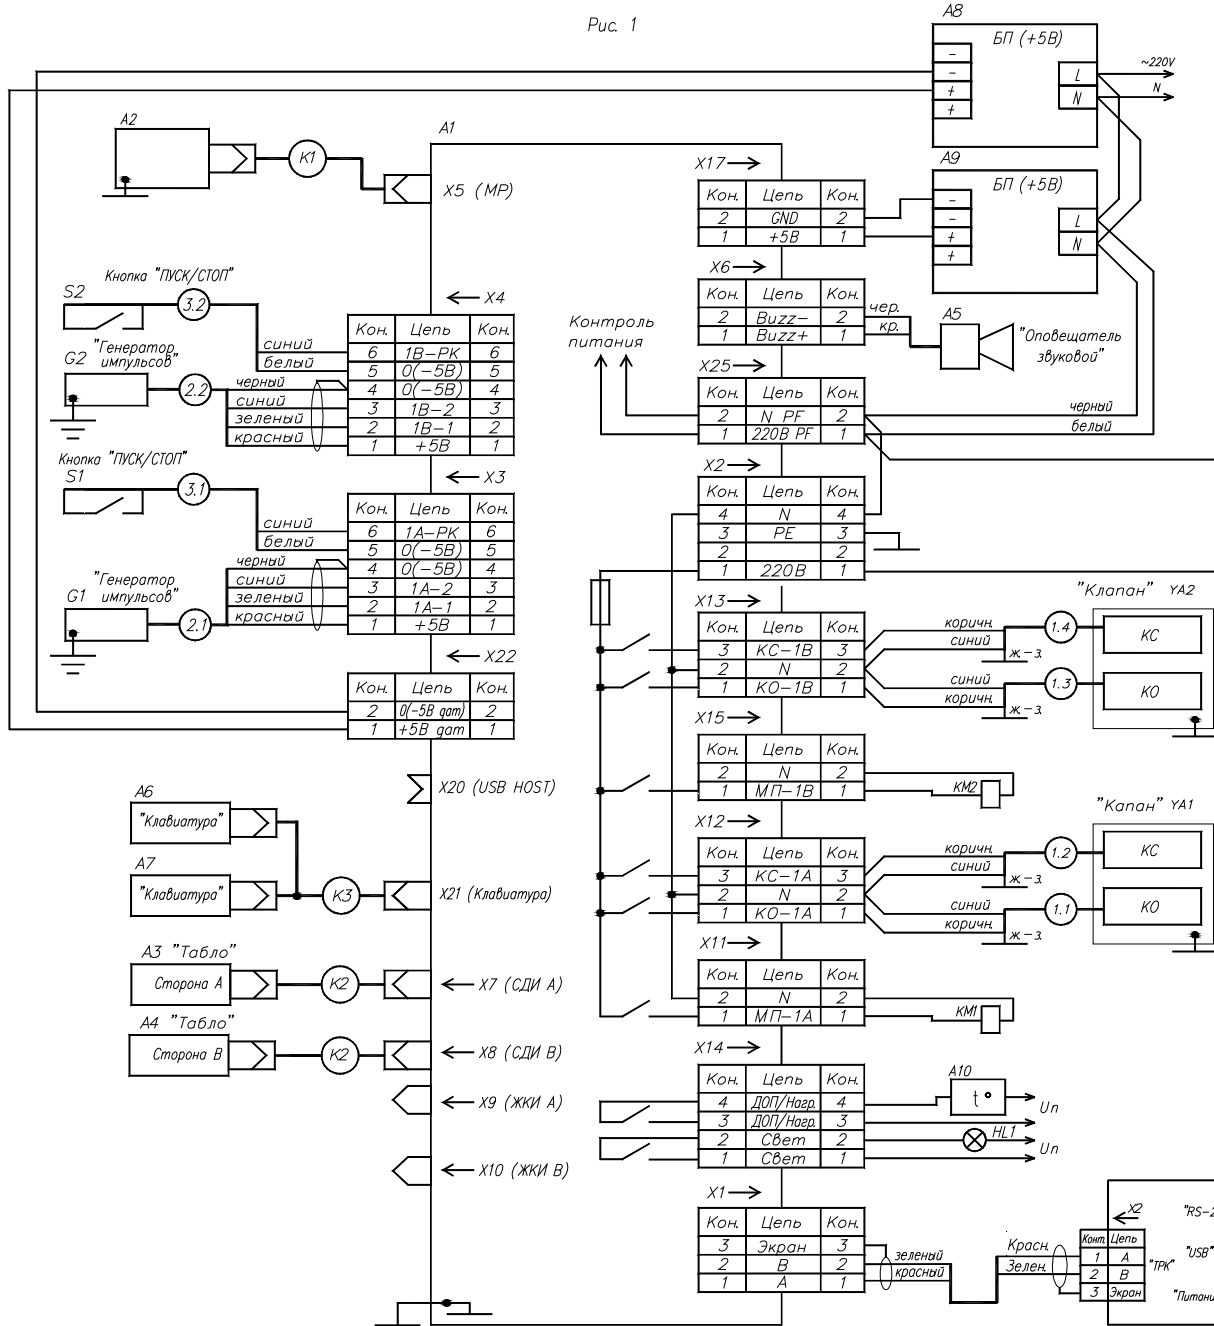 Рис. 1
A8
БП (+5В)
-
-
+
+
L
N
~220V
N
A2
K1
A1
X5 (MP)
X17
Кон. Цепь Кон.
2 GND 2
1 +5В 1
A9
БП (+5В)
-
-
+
+
L
N
Кнопка "ПУСК/СТОП"
S2
3.2
X4
Кон. Цепь Кон.
6 1В-РК 6
5 0(-5В) 5
4 0(-5В) 4
3 1В-2 3
2 1В-1 2
1 +5В 1
синий
белый
черный
синий
зеленый
красный
G2
"Генератор импульсов"
2.2
X6
Кон. Цепь Кон.
2 Buzz- 2
1 Buzz+ 1
чер.
кр.
A5
"Оповещатель
звуковой"
Контроль
питания
X25
Кон. Цепь Кон.
2 N PF 2
1 220В PF 1
черный
белый
Кнопка "ПУСК/СТОП"
S1
3.1
X3
Кон. Цепь Кон.
6 1А-РК 6
5 0(-5В) 5
4 0(-5В) 4
3 1А-2 3
2 1А-1 2
1 +5В 1
синий
белый
черный
синий
зеленый
красный
G1
"Генератор
импульсов"
2.1
X2
Кон. Цепь Кон.
4 N 4
3 PE 3
2 2
1 220В 1
X22
Кон. Цепь Кон.
2 0(-5В дат) 2
1 +5В дат 1
X13
Кон. Цепь Кон.
3 КС-1В 3
2 N 2
1 КО-1В 1
коричн.
синий
ж.-з.
синий
коричн.
ж.-з.
1.4
1.3
"Клапан" YA2
КС
КО
X15
Кон. Цепь Кон.
2 N 2
1 МП-1В 1
KM2
X20 (USB HOST)
A6
"Клавиатура"
A7
"Клавиатура"
K3
X21 (Клавиатура)
X12
Кон. Цепь Кон.
3 КС-1А 3
2 N 2
1 КО-1А 1
коричн.
синий
ж.-з.
синий
коричн.
ж.-з.
1.2
1.1
"Капан" YA1
КС
КО
A3 "Табло"
Сторона А
K2
X7 (СДИ А)
A4 "Табло"
Сторона В
K2
X8 (СДИ В)
X11
Кон. Цепь Кон.
2 N 2
1 МП-1А 1
KM1
X9 (ЖКИ А)
X10 (ЖКИ В)
X14
Кон. Цепь Кон.
4 ДОП/Нагр. 4
3 ДОП/Нагр. 3
2 Свет 2
1 Свет 1
A10
t°
Uп
HL1
Uп
X1
Кон. Цепь Кон.
3 Экран 3
2 В 2
1 А 1
зеленый
красный
Красн.
Зелен.
X2
Конт. Цепь
1 А
2 В
3 Экран
"ТРК"
"RS-2
"USB"
"Питани